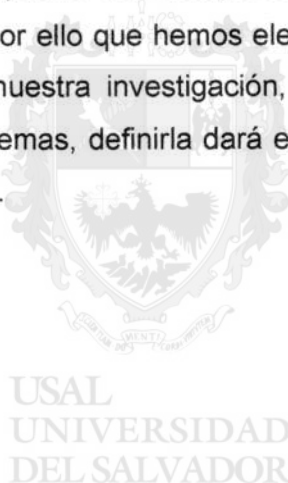 or ello que hemos ele
nuestra investigación,
emas, definirla dará e
USAL
UNIVERSIDAD
DEL SALVADOR